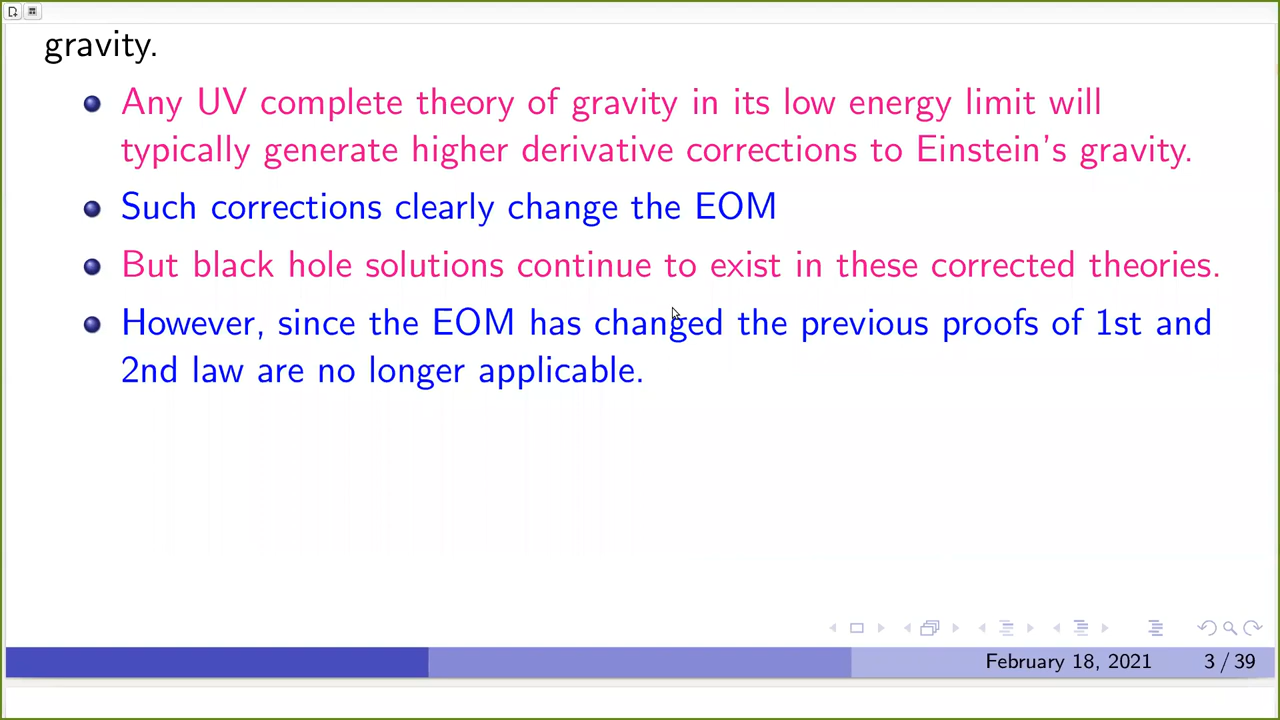 gravity.
Any UV complete theory of gravity in its low energy limit will
typically generate higher derivative corrections to Einstein's gravity.
Such corrections clearly change the EOM
But black hole solutions continue to exist in these corrected theories.
However, since the EOM has changed the previous proofs of 1st and
2nd law are no longer applicable.
February 18, 2021 3 / 39